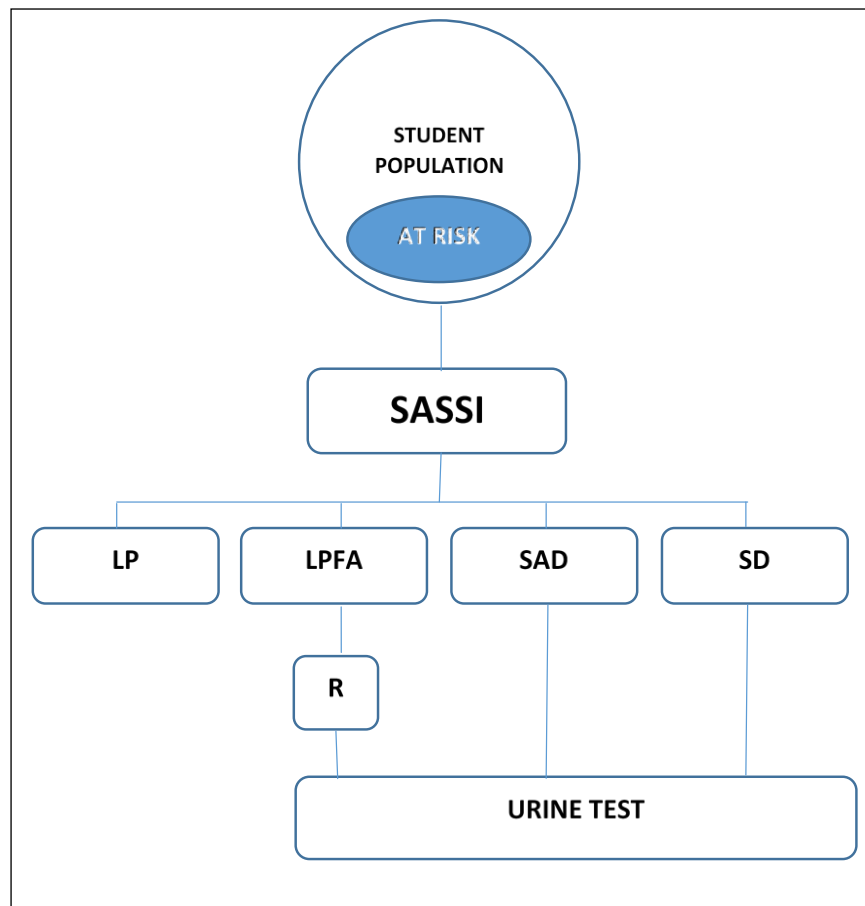 STUDENT
POPULATION
AT RISK
SASSI
LP
LPFA
SAD
SD
R
URINE TEST